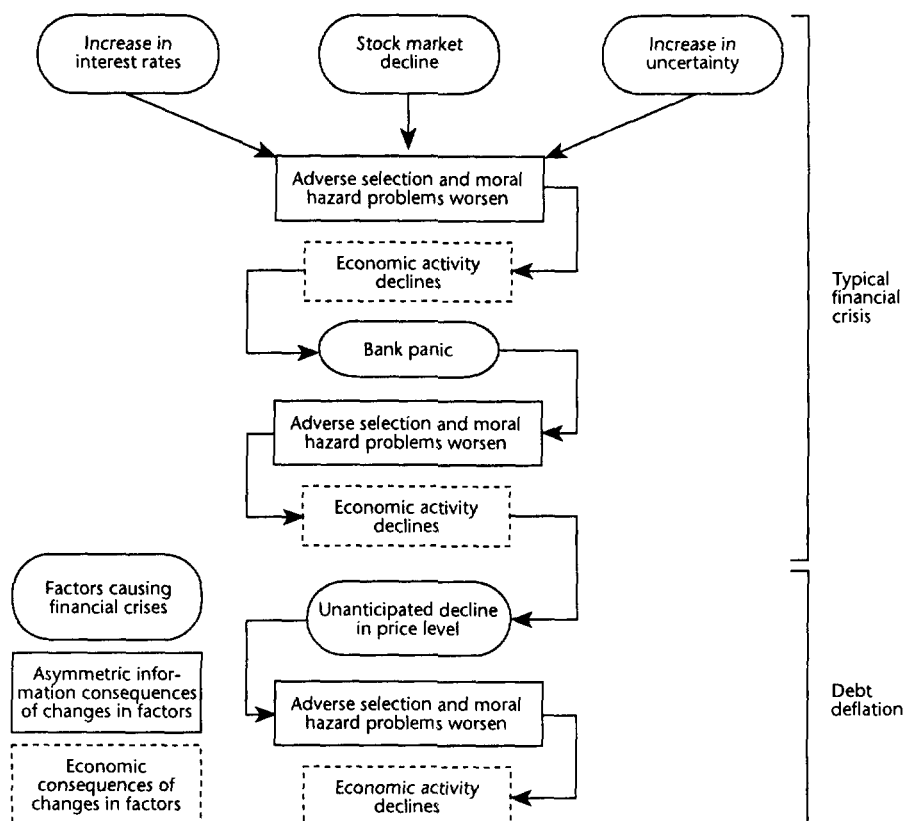 Increase in
interest rates
Stock market
decline
Increase in
uncertainty
Adverse selection and moral
hazard problems worsen
Economic activity
declines
Typical
financial
crisis
Bank panic
Adverse selection and moral
hazard problems worsen
Economic activity
declines
Factors causing
financial crises
Unanticipated decline
in price level
Asymmetric infor-
mation consequences
of changes in factors
Adverse selection and moral
hazard problems worsen
Debt
deflation
Economic
consequences of
changes in factors
Economic activity
declines